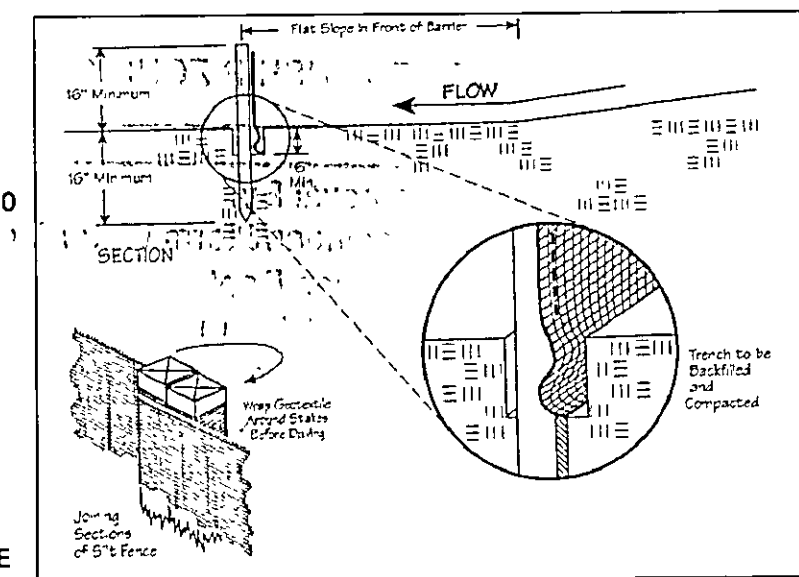 Flat Slope in Front of Barrier
16" Minimum
FLOW
16" Minimum
6"
Min.
SECTION
Trench to be
Backfilled
and
Compacted
Wrap Geotextile
Around Stakes
Before Driving
Joining
Sections
of Silt Fence
O
E